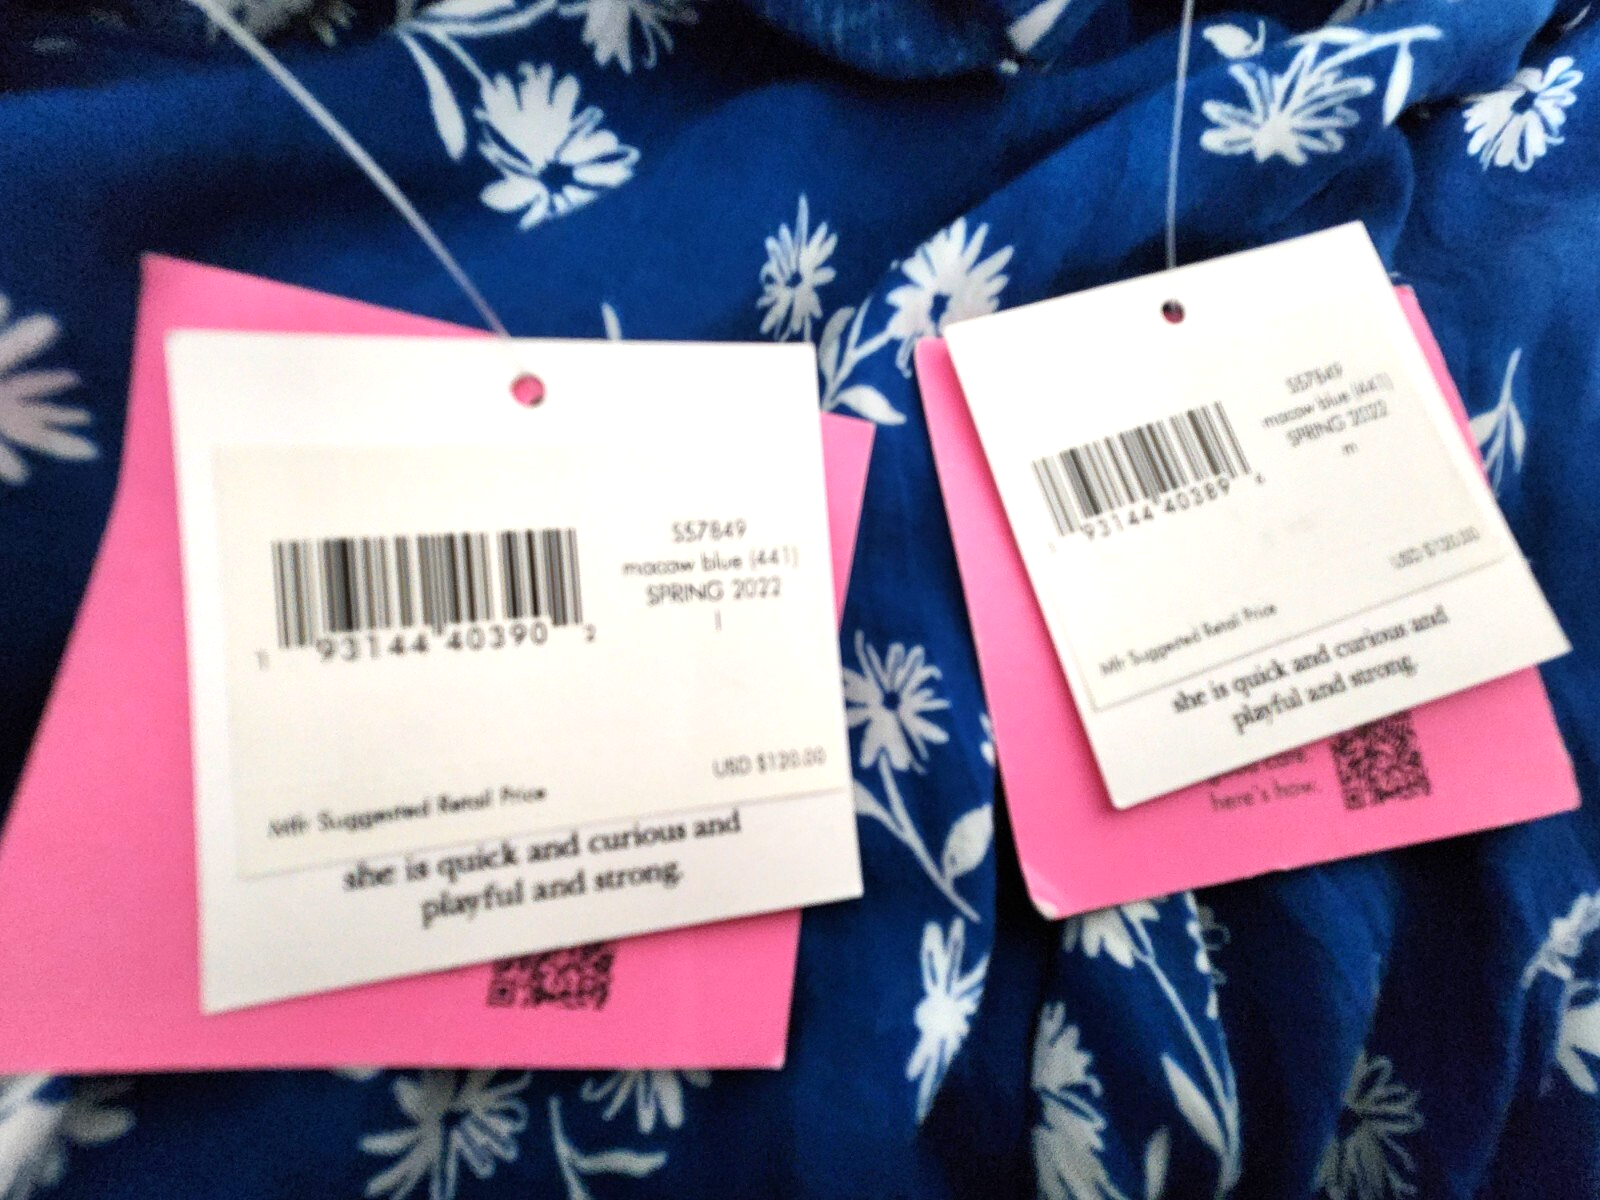 S57849
macaw blue (441)
SPRING 2022
l
1 93144 40390 2
USD $120.00
Mfr Suggested Retail Price
she is quick and curious and
playful and strong.
S57849
macaw blue (441)
SPRING 2022
m
1 93144 40389 6
USD $120.00
Mfr Suggested Retail Price
she is quick and curious and
playful and strong.
here's how.